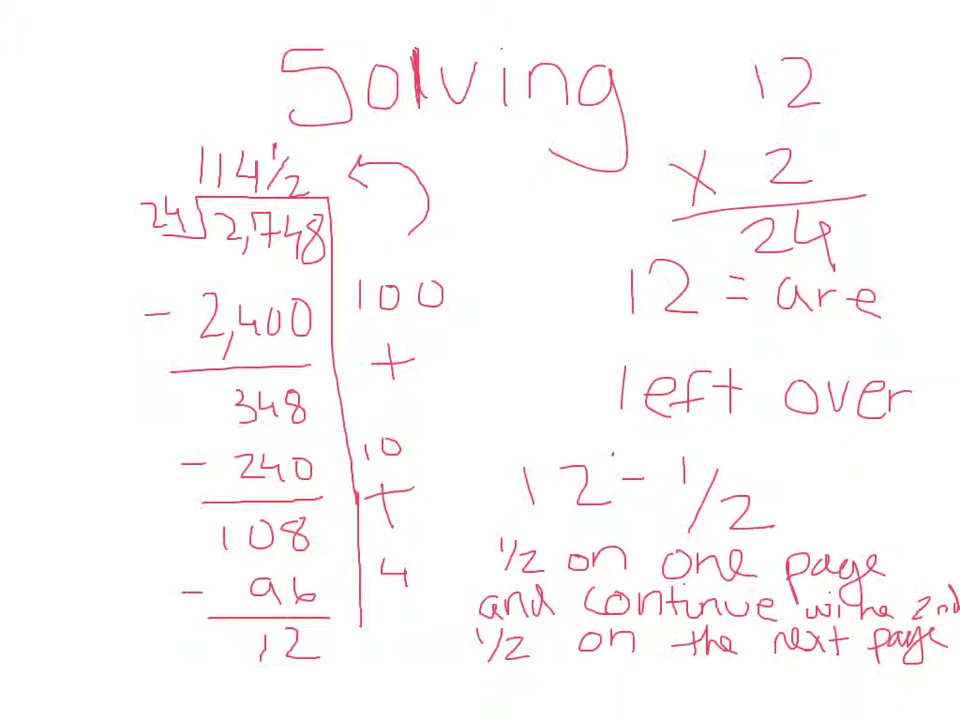 Solving
114 1/2
24 2,748
- 2,400 100
+
348
- 240 10
+
108
- 96 4
12
12
x 2
24
12 = are
left over
12 - 1/2
1/2 on one page
and continue 2nd
1/2 on the next page